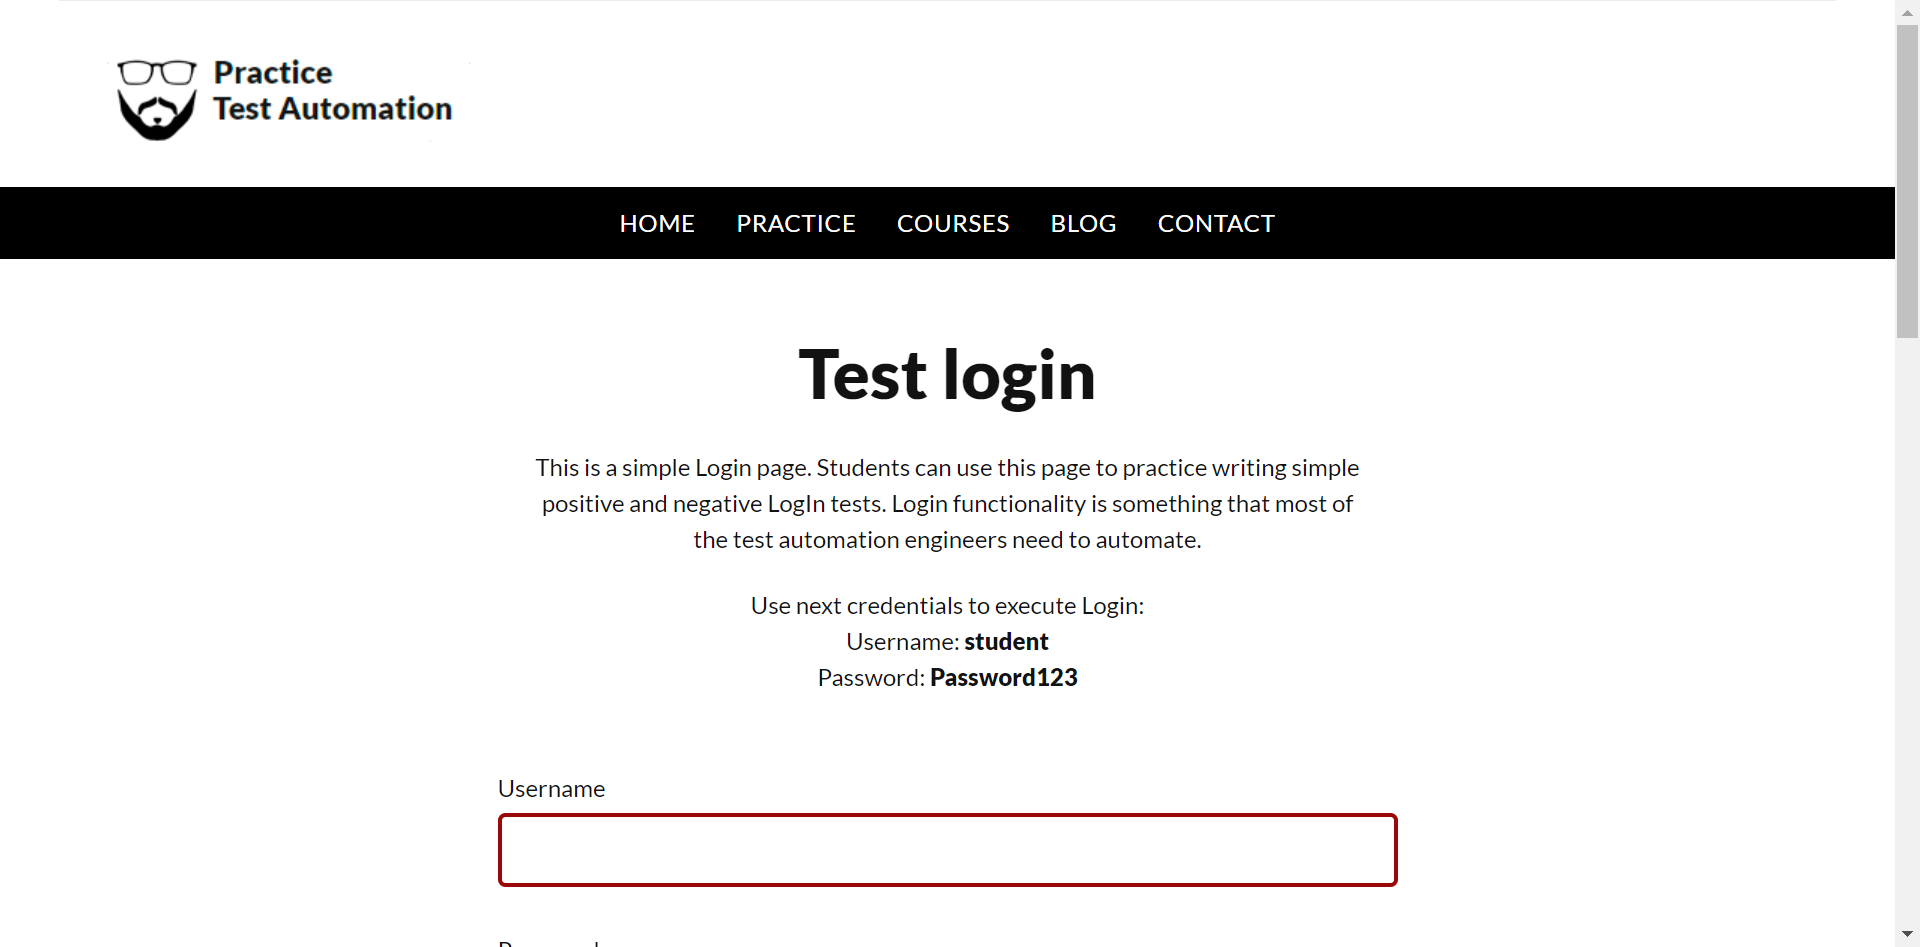 Practice
Test Automation
HOME PRACTICE COURSES BLOG CONTACT
Test login
This is a simple Login page. Students can use this page to practice writing simple
positive and negative LogIn tests. Login functionality is something that most of
the test automation engineers need to automate.
Use next credentials to execute Login:
Username: student
Password: Password123
Username